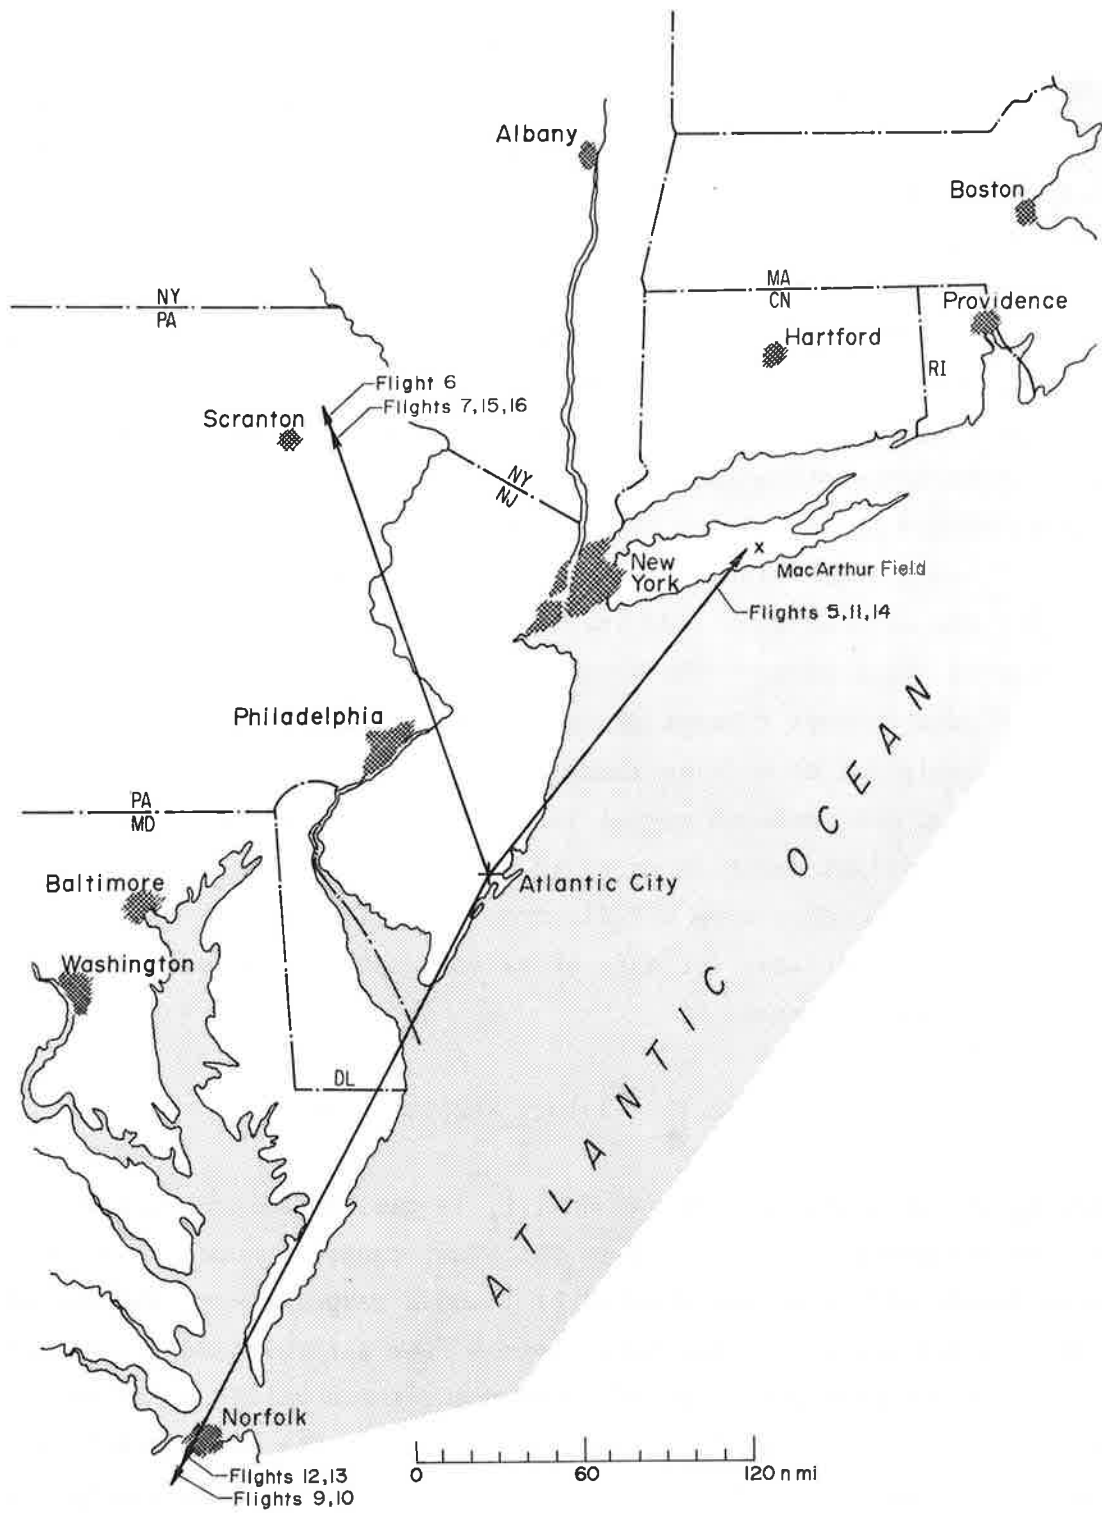 Albany
Boston
NY
PA
MA
CN
Providence
Hartford
RI
Flight 6
Flights 7,15,16
Scranton
NY
NJ
New
York
x
MacArthur Field
Flights 5,11,14
Philadelphia
PA
MD
Baltimore
Atlantic City
Washington
DL
ATLANTIC OCEAN
Norfolk
Flights 12,13
Flights 9,10
0 60 120 n mi